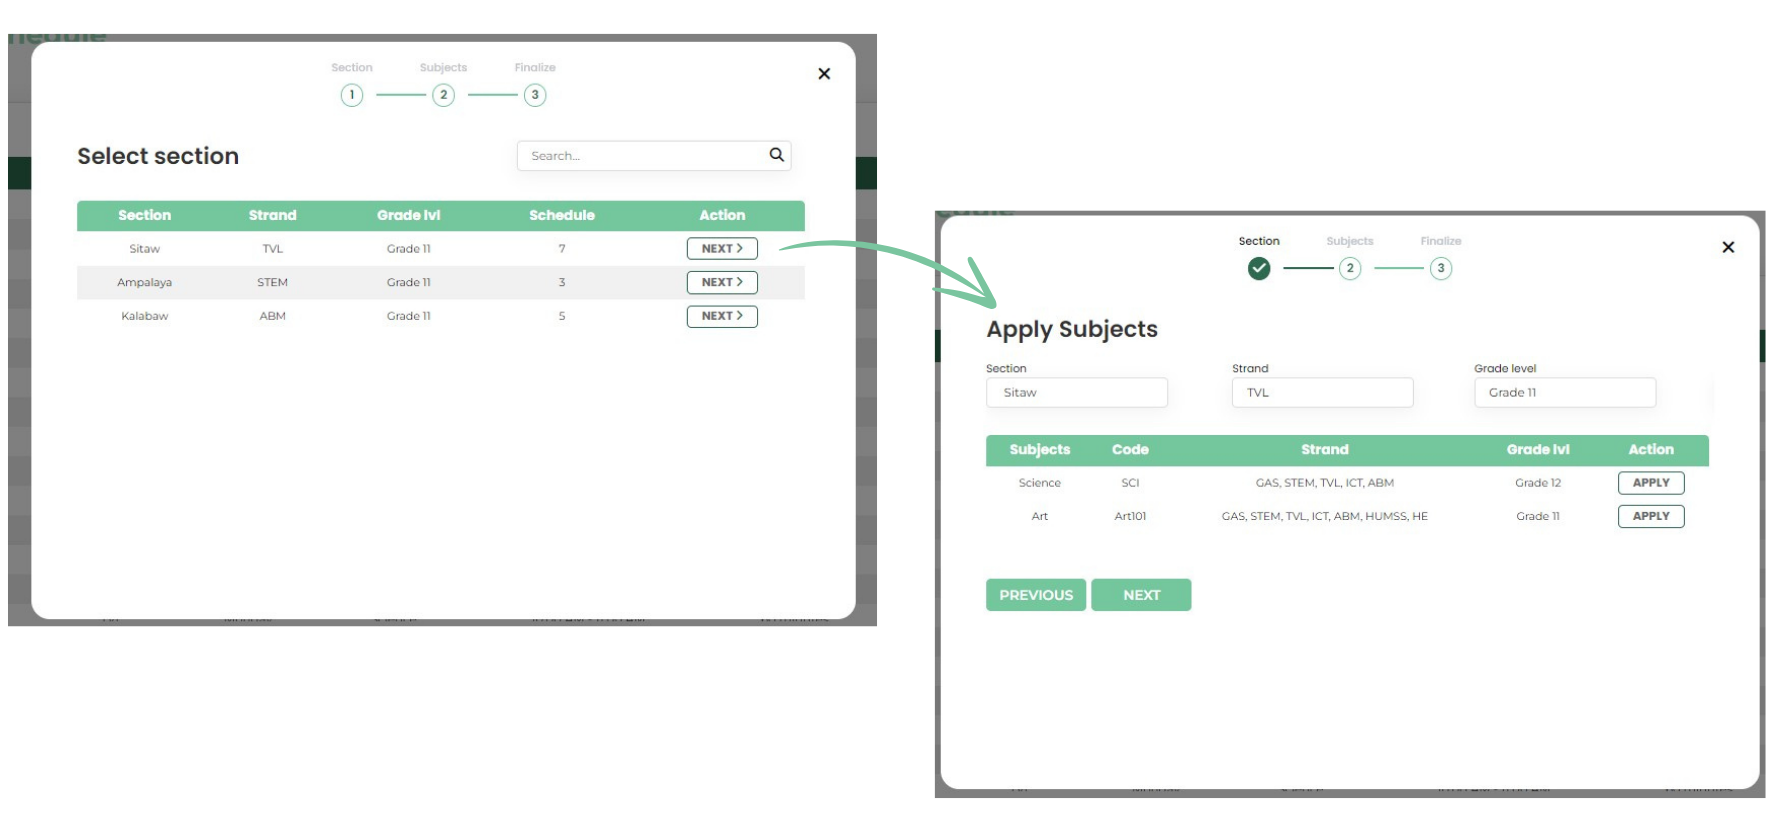 Section Subjects Finalize
1 2 3
Select section
Search...
Section Strand Grade lvl Schedule Action
Sitaw TVL Grade 11 7 NEXT >
Ampalaya STEM Grade 11 3 NEXT >
Kalabaw ABM Grade 11 5 NEXT >
Section Subjects Finalize
2 3
Apply Subjects
Section Strand Grade level
Sitaw TVL Grade 11
Subjects Code Strand Grade lvl Action
Science SCI GAS, STEM, TVL, ICT, ABM Grade 12 APPLY
Art Art101 GAS, STEM, TVL, ICT, ABM, HUMSS, HE Grade 11 APPLY
PREVIOUS NEXT